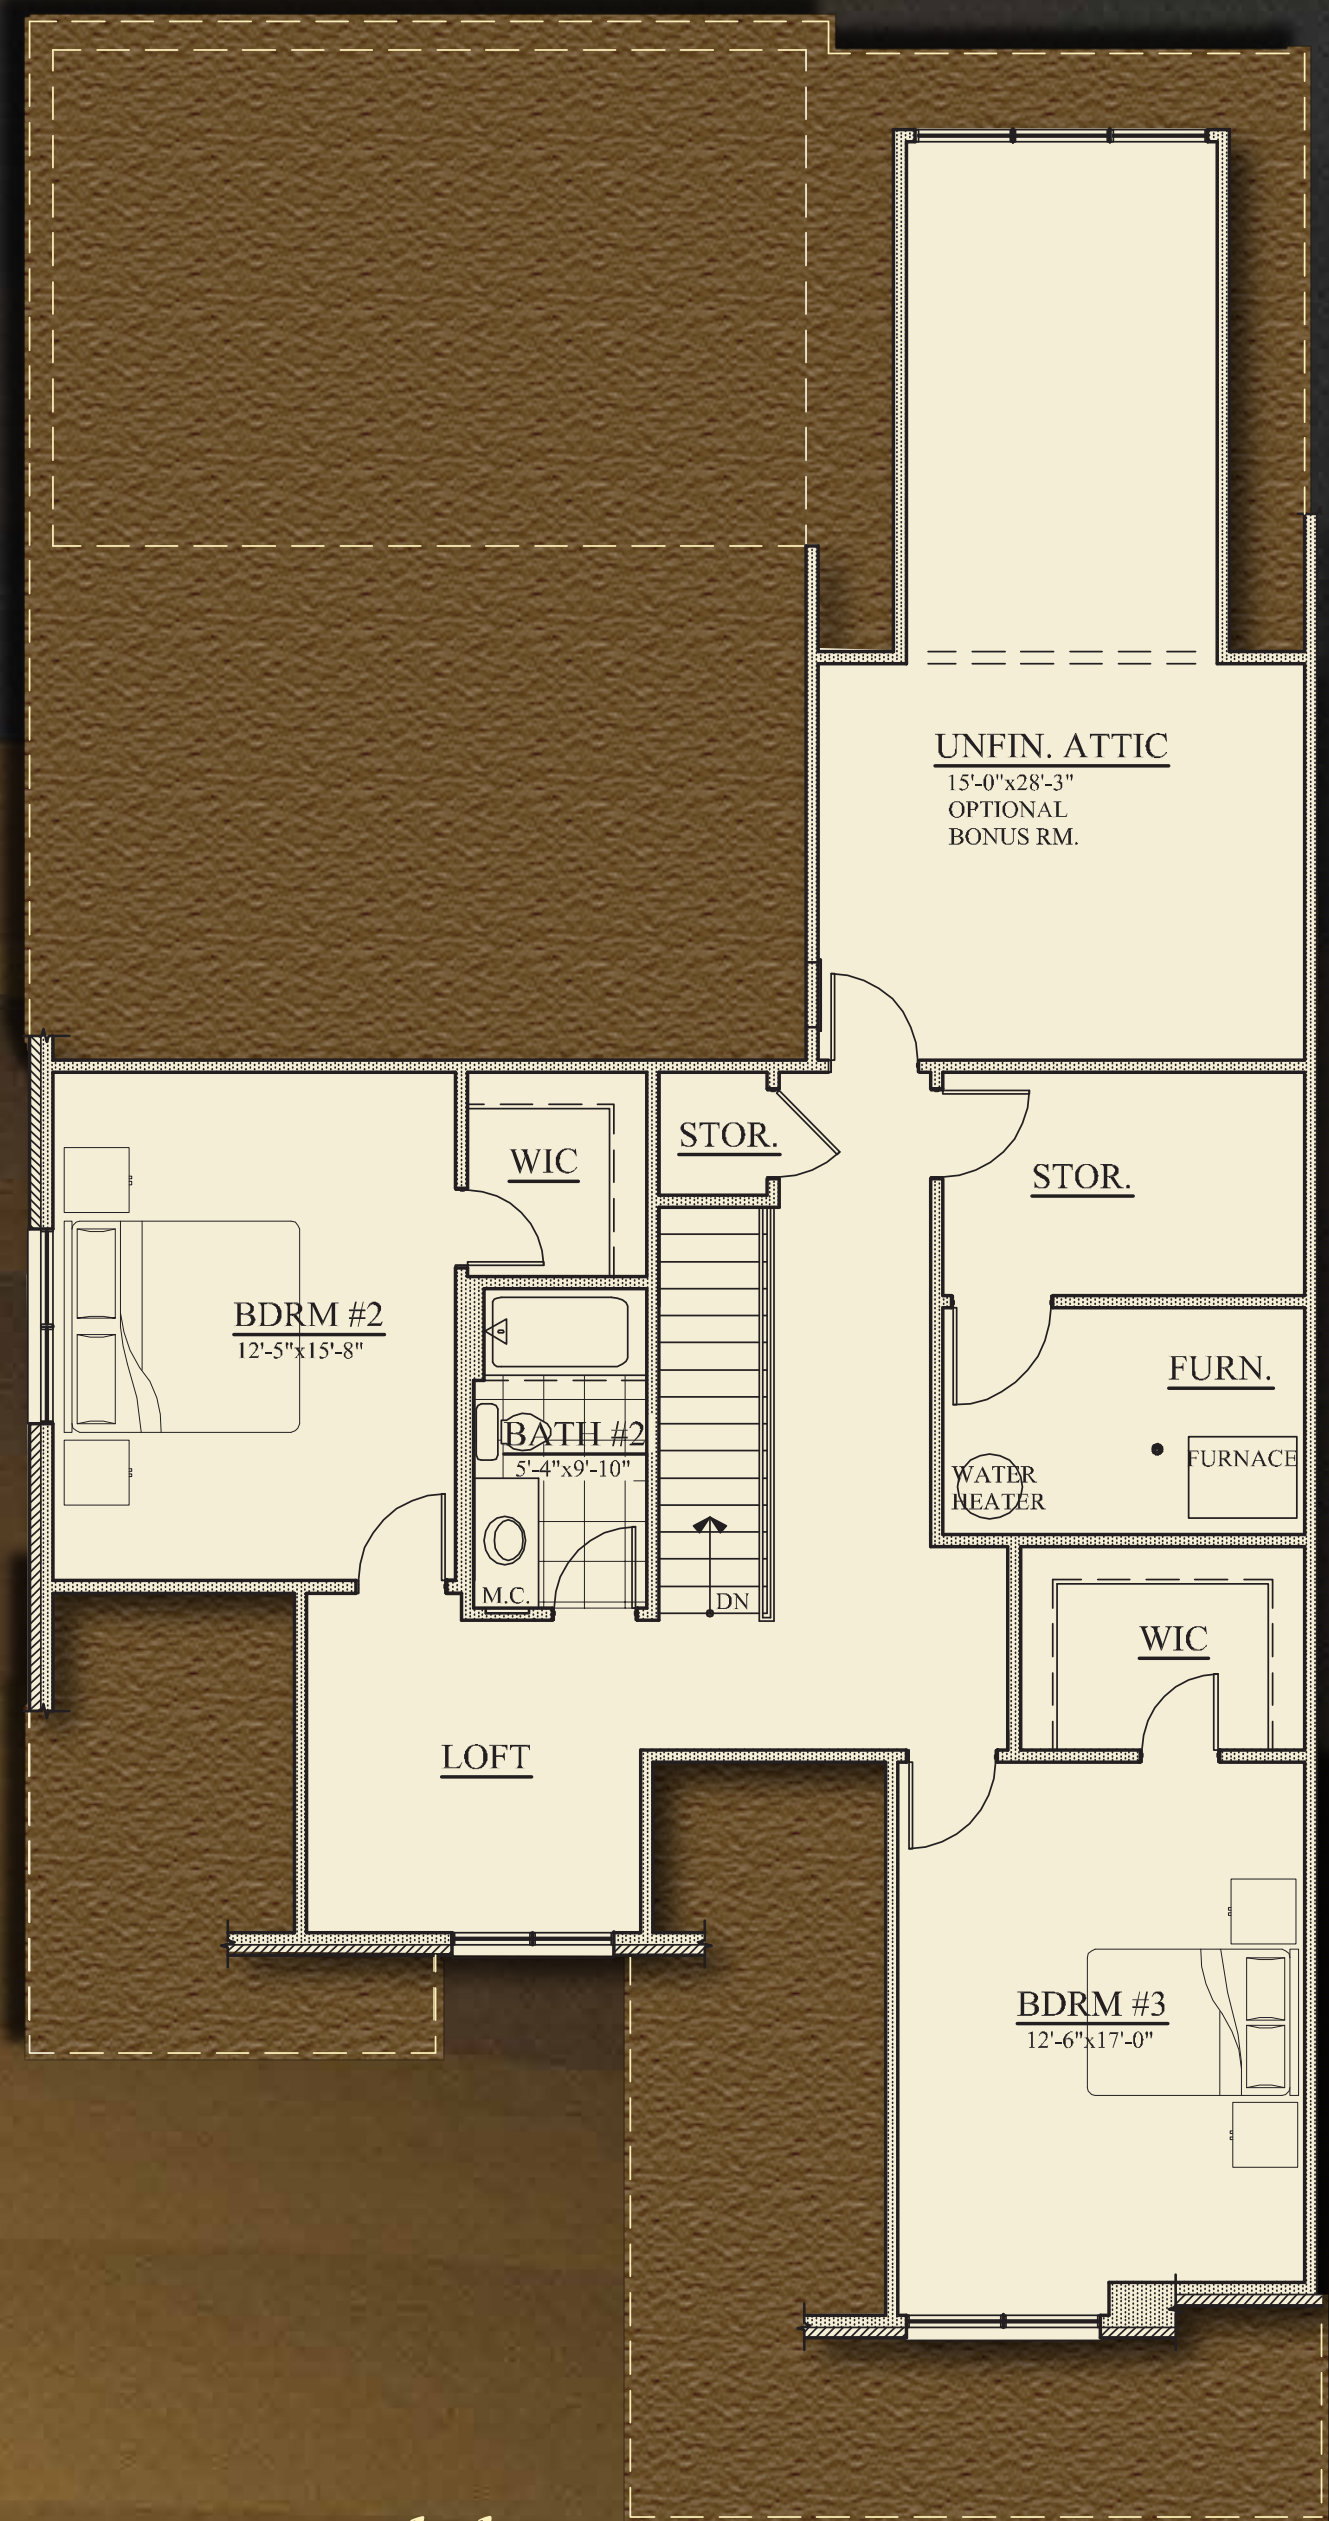 UNFIN. ATTIC
15'-0"x28'-3"
OPTIONAL
BONUS RM.
STOR.
WIC
STOR.
BDRM #2
12'-5"x15'-8"
FURN.
BATH #2
5'-4"x9'-10"
FURNACE
WATER
HEATER
M.C.
DN
WIC
LOFT
BDRM #3
12'-6"x17'-0"